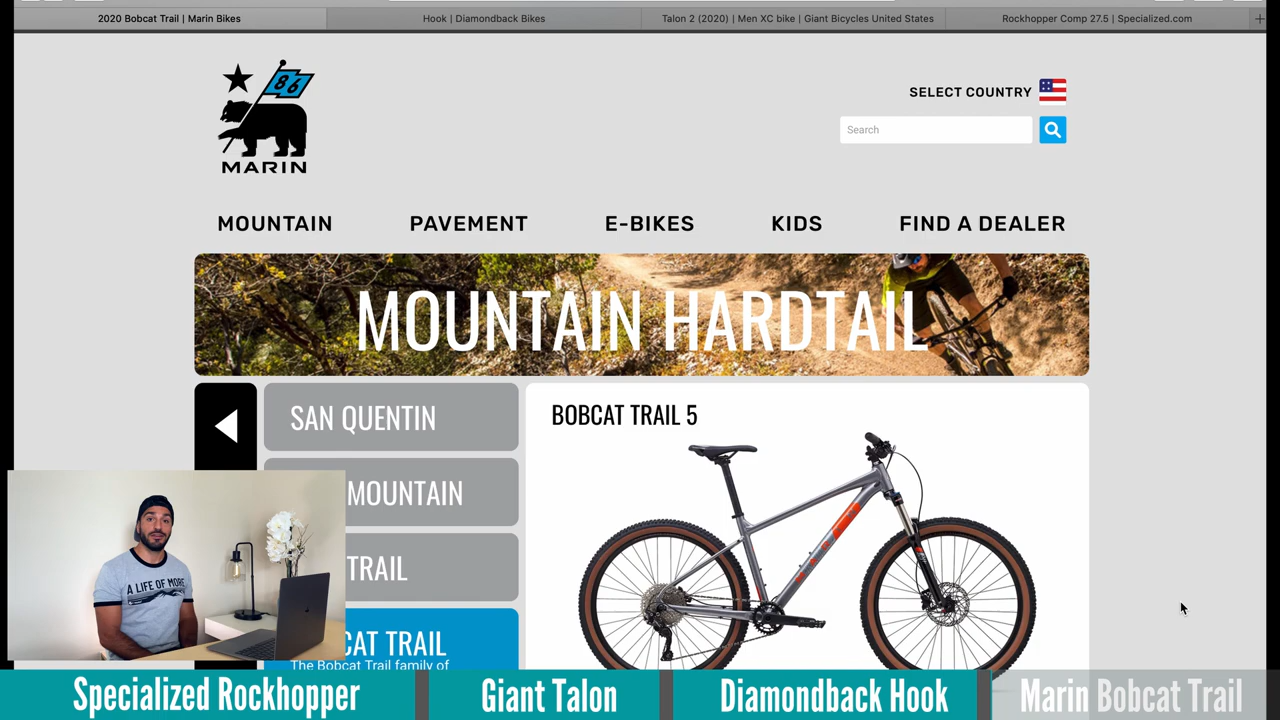 2020 Bobcat Trail | Marin Bikes
Hook | Diamondback Bikes
Talon 2 (2020) | Men XC bike | Giant Bicycles United States
Rockhopper Comp 27.5 | Specialized.com
86
MARIN
SELECT COUNTRY
Search
MOUNTAIN
PAVEMENT
E-BIKES
KIDS
FIND A DEALER
MOUNTAIN HARDTAIL
SAN QUENTIN
MOUNTAIN
TRAIL
CAT TRAIL
The Bobcat Trail family of
BOBCAT TRAIL 5
MARIN
A LIFE OF MORE
Specialized Rockhopper
Giant Talon
Diamondback Hook
Marin Bobcat Trail